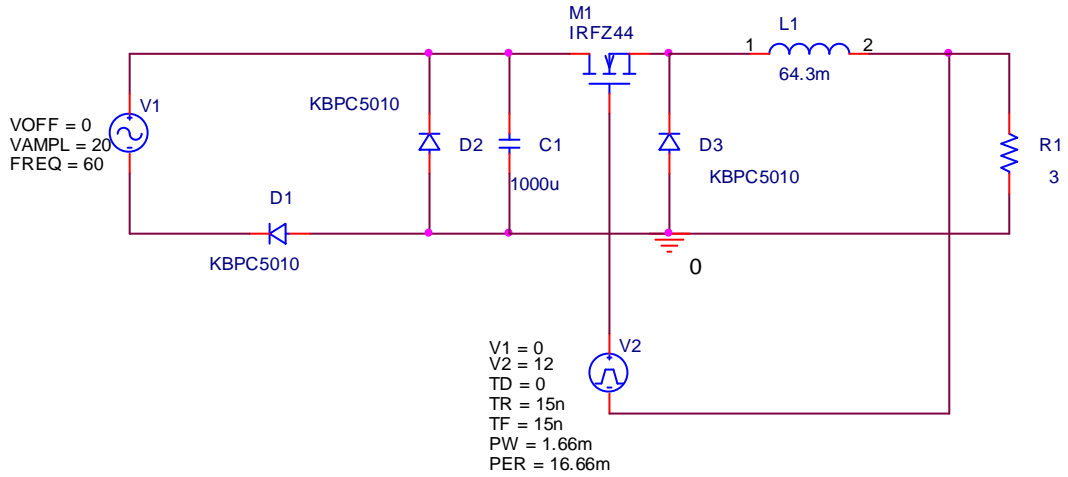 M1
IRFZ44
L1
1
2
64.3m
V1
VOFF = 0
VAMPL = 20
FREQ = 60
KBPC5010
D2
C1
1000u
D3
KBPC5010
R1
3
D1
KBPC5010
0
V2
V1 = 0
V2 = 12
TD = 0
TR = 15n
TF = 15n
PW = 1.66m
PER = 16.66m